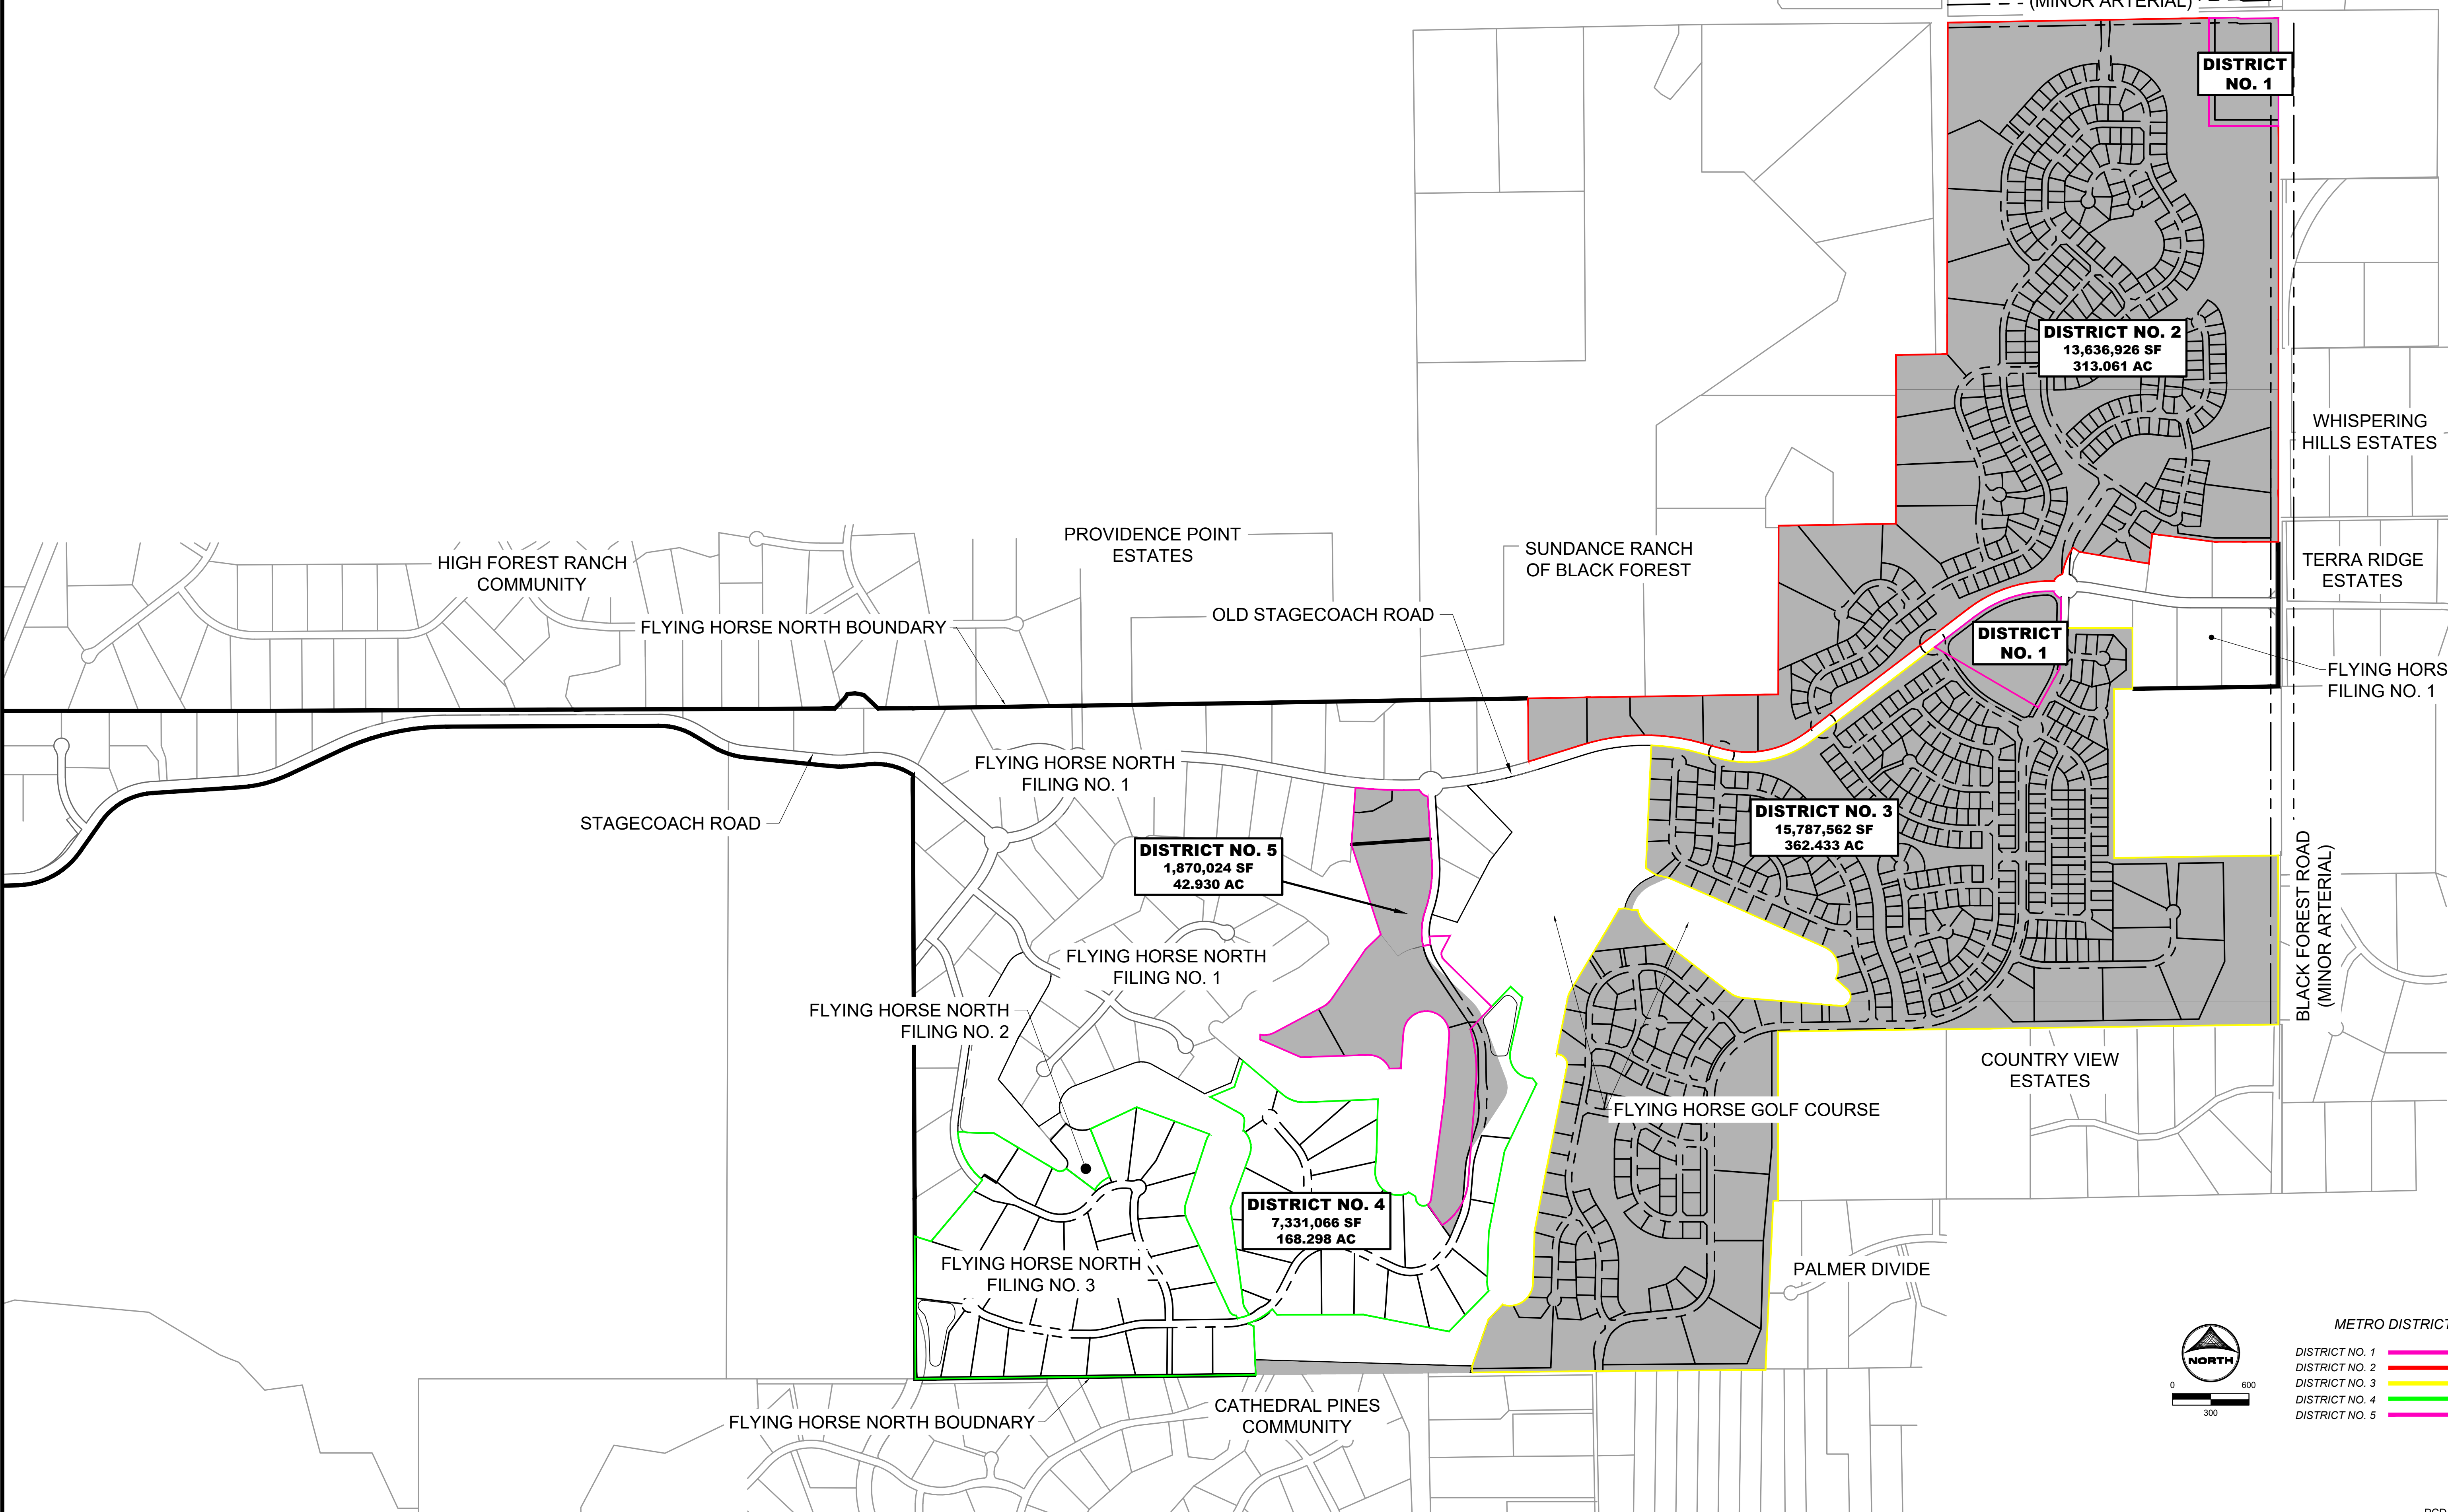 (MINOR ARTERIAL)
DISTRICT
NO. 1
DISTRICT NO. 2
13,636,926 SF
313.061 AC
WHISPERING
HILLS ESTATES
PROVIDENCE POINT
ESTATES
HIGH FOREST RANCH
COMMUNITY
SUNDANCE RANCH
OF BLACK FOREST
TERRA RIDGE
ESTATES
OLD STAGECOACH ROAD
FLYING HORSE NORTH BOUNDARY
DISTRICT
NO. 1
FLYING HORS
FILING NO. 1
FLYING HORSE NORTH
FILING NO. 1
STAGECOACH ROAD
DISTRICT NO. 3
15,787,562 SF
362.433 AC
DISTRICT NO. 5
1,870,024 SF
42.930 AC
BLACK FOREST ROAD
(MINOR ARTERIAL)
FLYING HORSE NORTH
FILING NO. 1
FLYING HORSE NORTH
FILING NO. 2
COUNTRY VIEW
ESTATES
FLYING HORSE GOLF COURSE
DISTRICT NO. 4
7,331,066 SF
168.298 AC
FLYING HORSE NORTH
FILING NO. 3
PALMER DIVIDE
METRO DISTRICT
NORTH
0 600
300
DISTRICT NO. 1
DISTRICT NO. 2
DISTRICT NO. 3
DISTRICT NO. 4
DISTRICT NO. 5
CATHEDRAL PINES
COMMUNITY
FLYING HORSE NORTH BOUDNARY